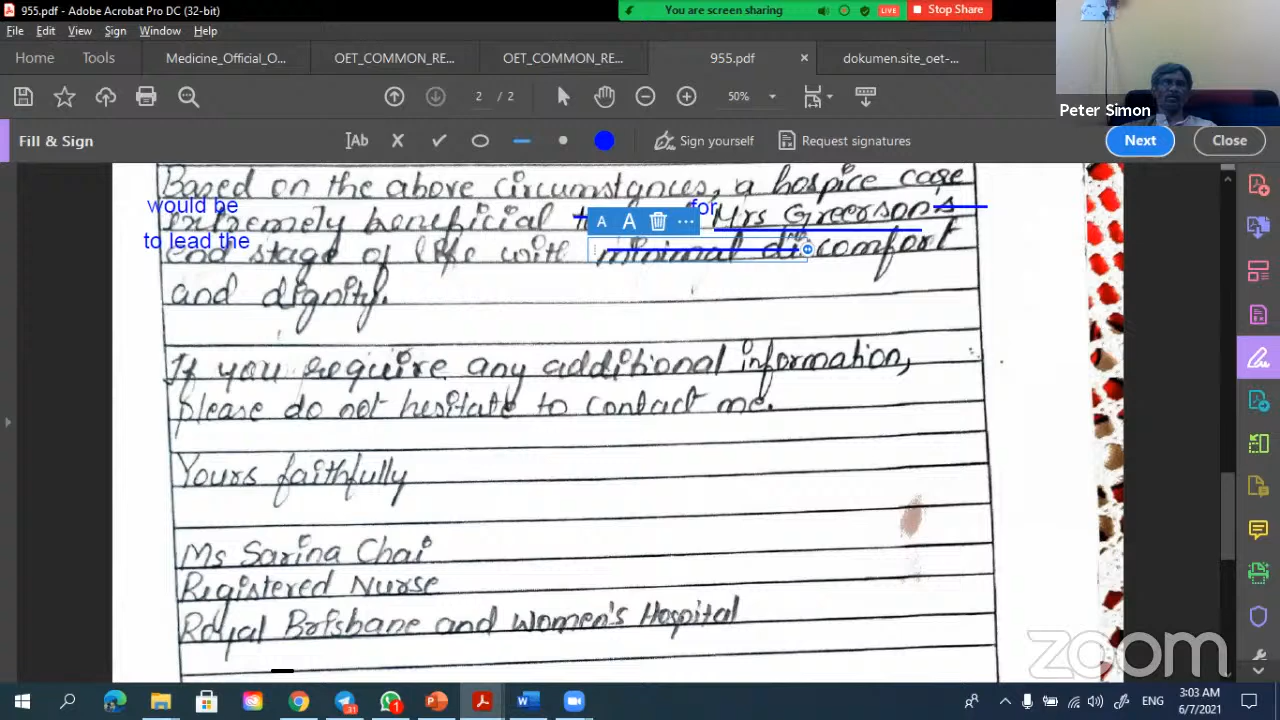 955.pdf - Adobe Acrobat Pro DC (32-bit)
You are screen sharing
LIVE
Stop Share
File Edit View Sign Window Help
Home Tools Medicine_Official_O... OET_COMMON_RE... OET_COMMON_RE... 955.pdf × dokumen.site_oet-...
2 / 2 50%
Peter Simon
Fill & Sign Ab Sign yourself Request signatures Next Close
Based on the above circumstances, a hospice case
would be for
extremely beneficial Mrs Greerson's
to lead the
end stage of life with minimal discomfort
and dignity.
If you require any additional information,
please do not hesitate to contact me.
Yours faithfully
Ms Sarina Chai
Registered Nurse
Royal Brisbane and Women's Hospital
zoom
31 1 ENG 3:03 AM
6/7/2021